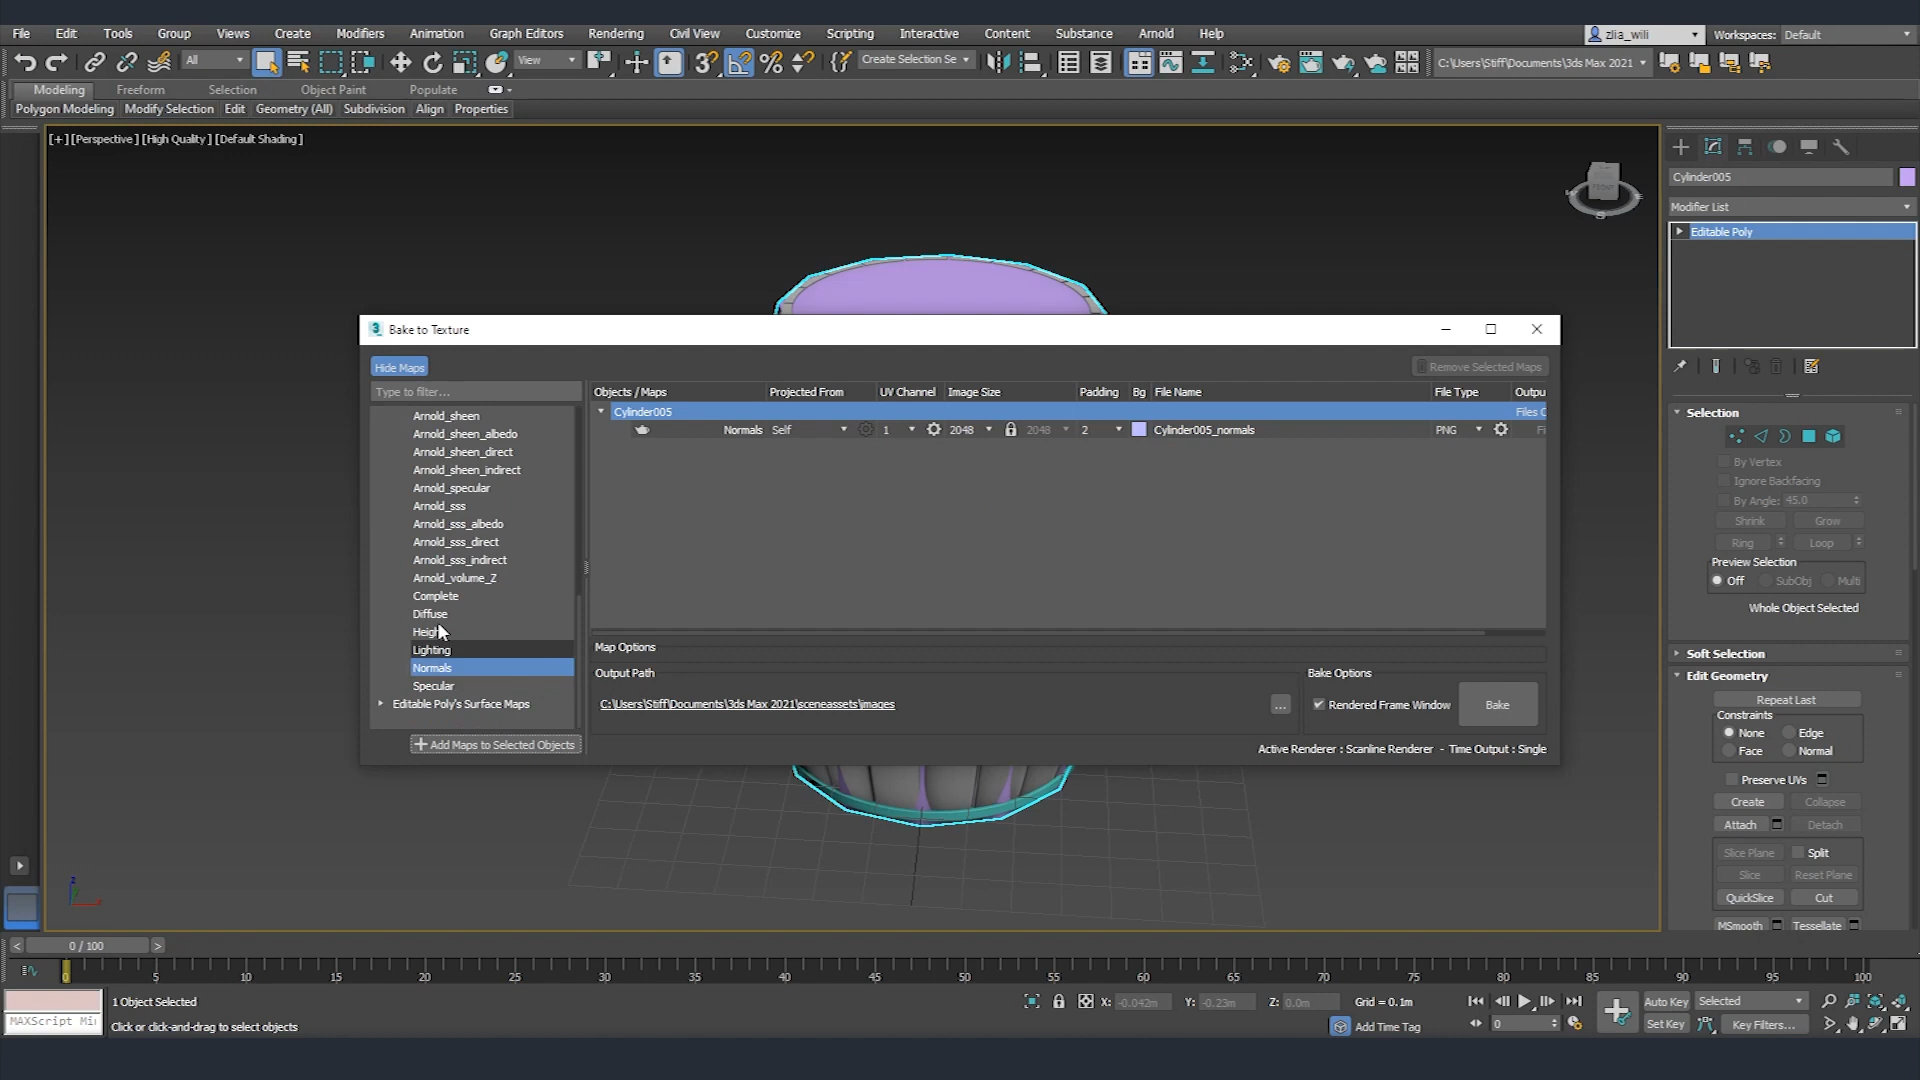 File Edit Tools Group Views Create Modifiers Animation Graph Editors Rendering Civil View Customize Scripting Interactive Content Substance Arnold Help zlia_wili Workspaces: Default
All View Create Selection Se C:\Users\Stiff\Documents\3ds Max 2021
Modeling Freeform Selection Object Paint Populate
Polygon Modeling Modify Selection Edit Geometry (All) Subdivision Align Properties
[+] [Perspective] [High Quality] [Default Shading]
FRONT
S
Cylinder005
Modifier List
Editable Poly
3 Bake to Texture
Hide Maps Remove Selected Maps
Type to filter... Objects / Maps Projected From UV Channel Image Size Padding Bg File Name File Type Outpu
Cylinder005 Files C
Normals Self 1 2048 2048 2 Cylinder005_normals PNG Fi
Arnold_sheen
Arnold_sheen_albedo
Arnold_sheen_direct
Arnold_sheen_indirect
Arnold_specular
Arnold_sss
Arnold_sss_albedo
Arnold_sss_direct
Arnold_sss_indirect
Arnold_volume_Z
Complete
Diffuse
Heigh
Lighting
Normals
Specular
Editable Poly's Surface Maps
Add Maps to Selected Objects
Map Options
Output Path Bake Options
C:\Users\Stiff\Documents\3ds Max 2021\sceneassets\images ... Rendered Frame Window Bake
Active Renderer : Scanline Renderer - Time Output : Single
Selection
By Vertex
Ignore Backfacing
By Angle: 45.0
Shrink Grow
Ring Loop
Preview Selection
Off SubObj Multi
Whole Object Selected
Soft Selection
Edit Geometry
Repeat Last
Constraints
None Edge
Face Normal
Preserve UVs
Create Collapse
Attach Detach
Slice Plane Split
Slice Reset Plane
QuickSlice Cut
MSmooth Tessellate
z
x
< 0 / 100 >
0 5 10 15 20 25 30 35 40 45 50 55 60 65 70 75 80 85 90 95 100
1 Object Selected X: -0.042m Y: -0.23m Z: 0.0m Grid = 0.1m Auto Key Selected
MAXScript Mi Click or click-and-drag to select objects Add Time Tag 0 Set Key Key Filters...